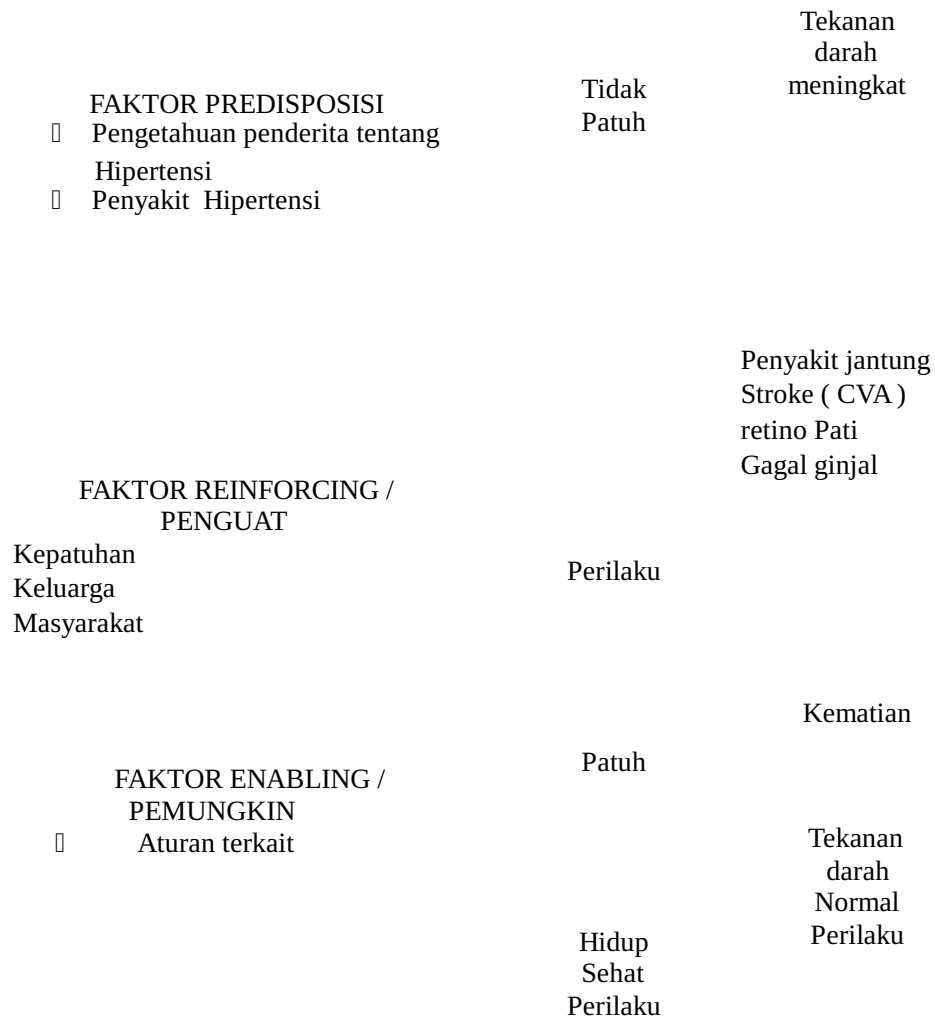 FAKTOR PREDISPOSISI
Pengetahuan penderita tentang
Hipertensi
Penyakit Hipertensi
FAKTOR REINFORCING /
PENGUAT
Kepatuhan
Keluarga
Masyarakat
FAKTOR ENABLING /
PEMUNGKIN
Aturan terkait
Tidak
Patuh
Perilaku
Patuh
Hidup
Sehat
Perilaku
Tekanan
darah
meningkat
Penyakit jantung
Stroke ( CVA )
retino Pati
Gagal ginjal
Kematian
Tekanan
darah
Normal
Perilaku